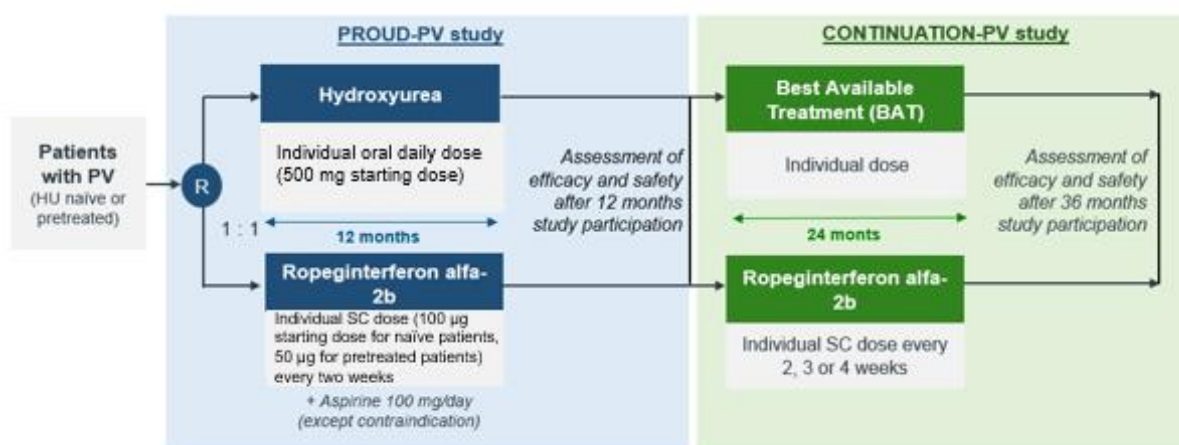 PROUD-PV study
CONTINUATION-PV study
Patients
with PV
(HU naïve or
pretreated)
R
1 : 1
Hydroxyurea
Individual oral daily dose
(500 mg starting dose)
12 months
Ropeginterferon alfa-
2b
Individual SC dose (100 µg
starting dose for naïve patients,
50 µg for pretreated patients)
every two weeks
+ Aspirine 100 mg/day
(except contraindication)
Assessment of
efficacy and safety
after 12 months
study participation
Best Available
Treatment (BAT)
Individual dose
24 monts
Ropeginterferon alfa-
2b
Individual SC dose every
2, 3 or 4 weeks
Assessment of
efficacy and safety
after 36 months
study participation